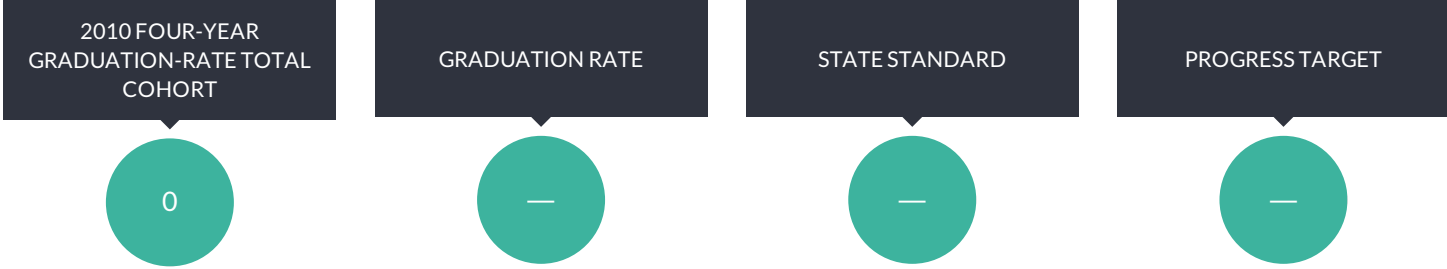 2010 FOUR-YEAR
GRADUATION-RATE TOTAL
COHORT
0
GRADUATION RATE
—
STATE STANDARD
—
PROGRESS TARGET
—